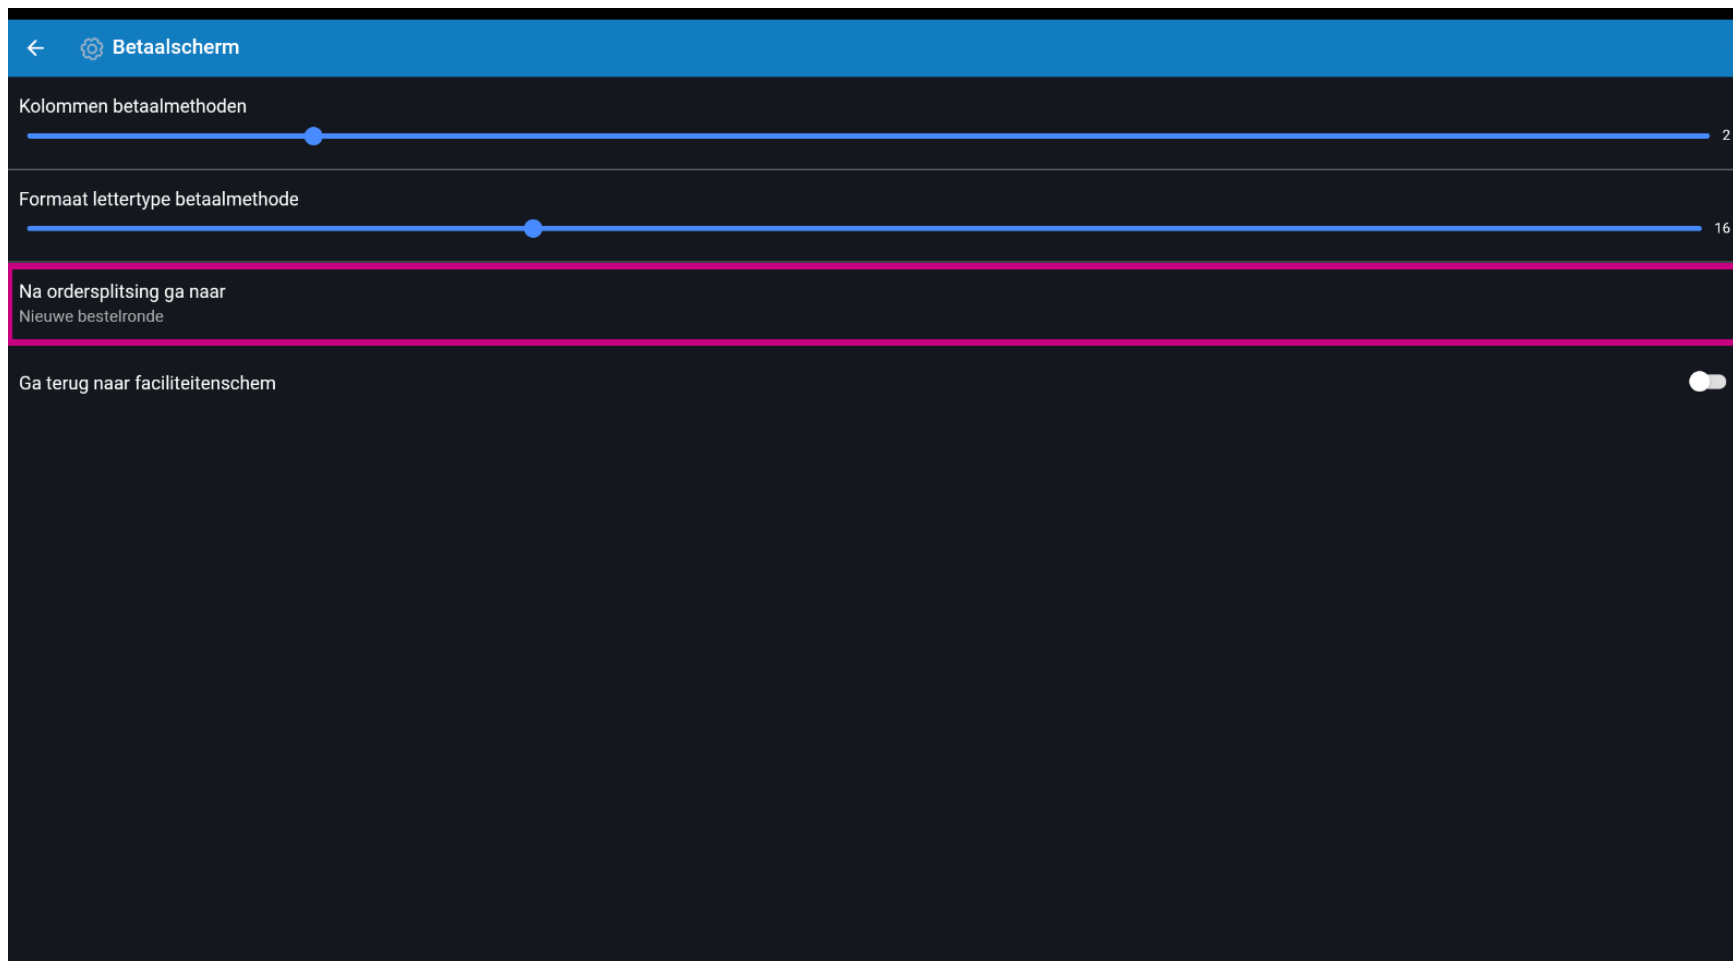 Betaalscherm
Kolommen betaalmethoden
2
Formaat lettertype betaalmethode
16
Na ordersplitsing ga naar
Nieuwe bestelronde
Ga terug naar faciliteitenschem